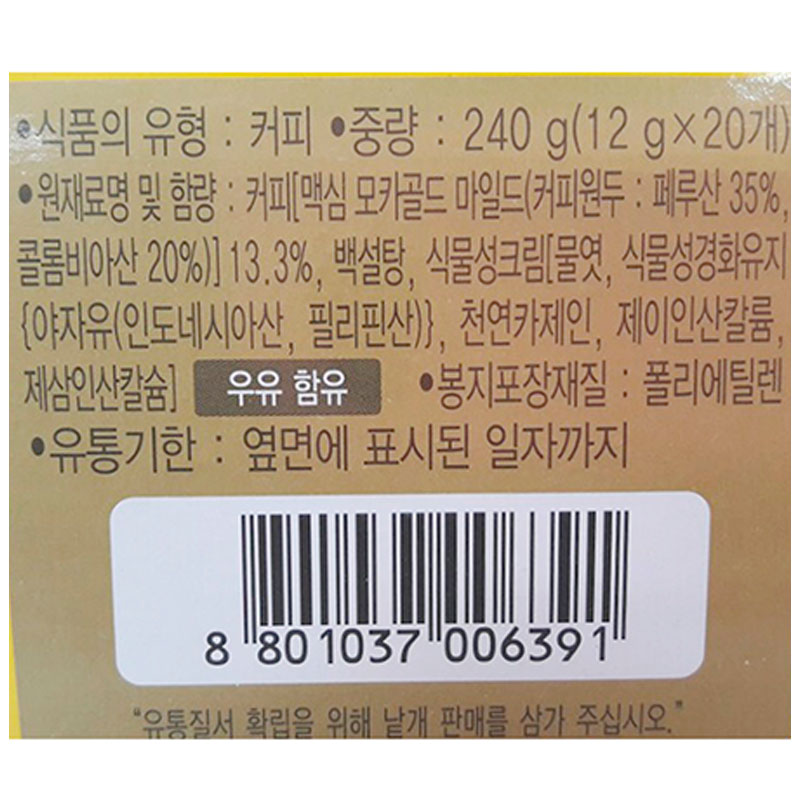 •식품의 유형 : 커피 •중량 : 240 g(12 g×20개)
•원재료명 및 함량 : 커피[맥심 모카골드 마일드(커피원두 : 페루산 35%,
콜롬비아산 20%)] 13.3%, 백설탕, 식물성크림[물엿, 식물성경화유지
{야자유(인도네시아산, 필리핀산)}, 천연카제인, 제이인산칼륨,
제삼인산칼슘] 우유 함유 •봉지포장재질 : 폴리에틸렌
•유통기한 : 옆면에 표시된 일자까지
8 801037 006391
“유통질서 확립을 위해 낱개 판매를 삼가 주십시오.”